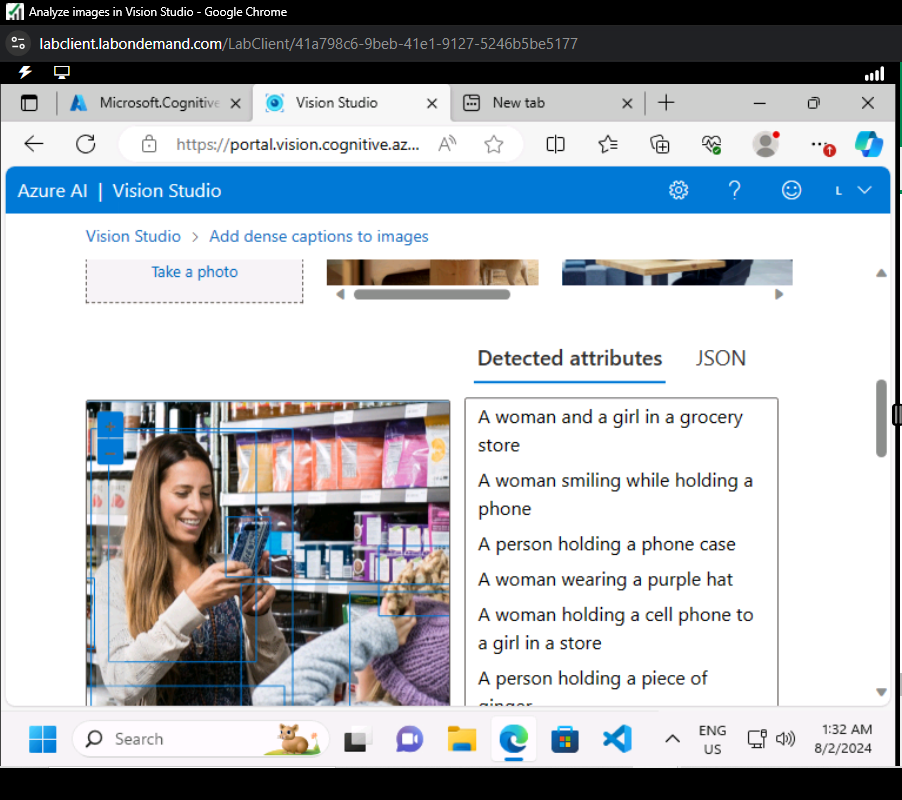 Analyze images in Vision Studio - Google Chrome
labclient.labondemand.com/LabClient/41a798c6-9beb-41e1-9127-5246b5be5177
Microsoft.Cognitive
Vision Studio
New tab
https://portal.vision.cognitive.az...
Azure AI | Vision Studio
L
Vision Studio > Add dense captions to images
Take a photo
Detected attributes
JSON
A woman and a girl in a grocery
store
A woman smiling while holding a
phone
A person holding a phone case
A woman wearing a purple hat
A woman holding a cell phone to
a girl in a store
A person holding a piece of
ginger
Search
ENG
US
1:32 AM
8/2/2024